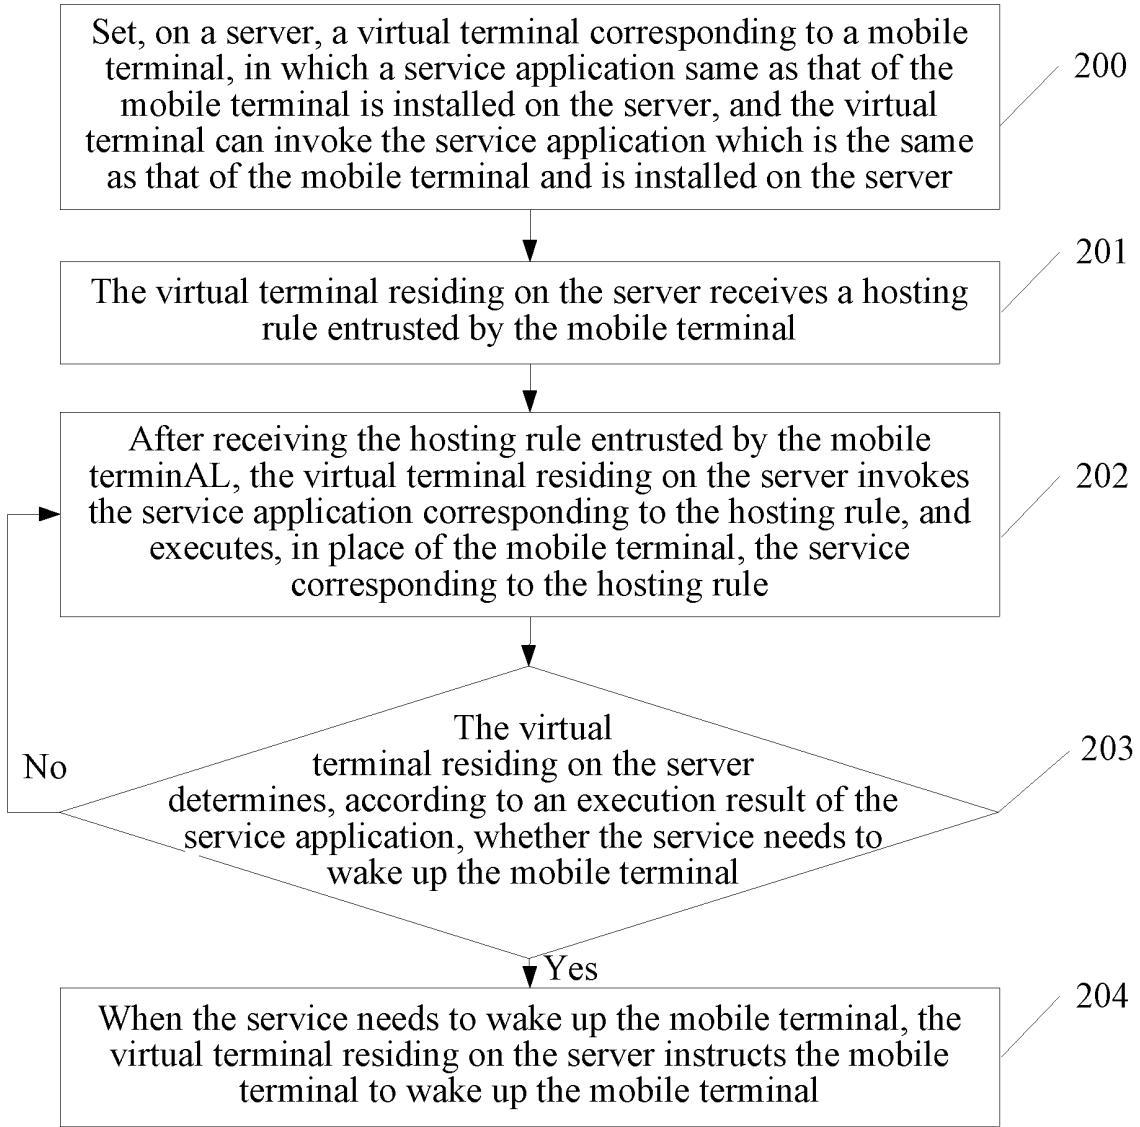 Set, on a server, a virtual terminal corresponding to a mobile
terminal, in which a service application same as that of the
mobile terminal is installed on the server, and the virtual
terminal can invoke the service application which is the same
as that of the mobile terminal and is installed on the server
200
The virtual terminal residing on the server receives a hosting
rule entrusted by the mobile terminal
201
After receiving the hosting rule entrusted by the mobile
terminAL, the virtual terminal residing on the server invokes
the service application corresponding to the hosting rule, and
executes, in place of the mobile terminal, the service
corresponding to the hosting rule
202
The virtual
terminal residing on the server
determines, according to an execution result of the
service application, whether the service needs to
wake up the mobile terminal
203
No
Yes
When the service needs to wake up the mobile terminal, the
virtual terminal residing on the server instructs the mobile
terminal to wake up the mobile terminal
204